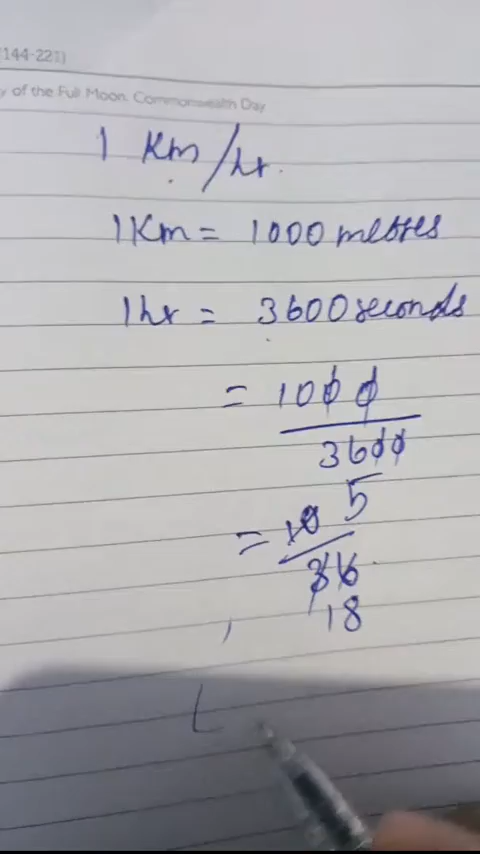 (144-221)
y of the Full Moon, Commonwealth Day
1 Km/hr.
1Km = 1000 metres
1hr = 3600 seconds
= 1000
3600
= 10 5
36
18